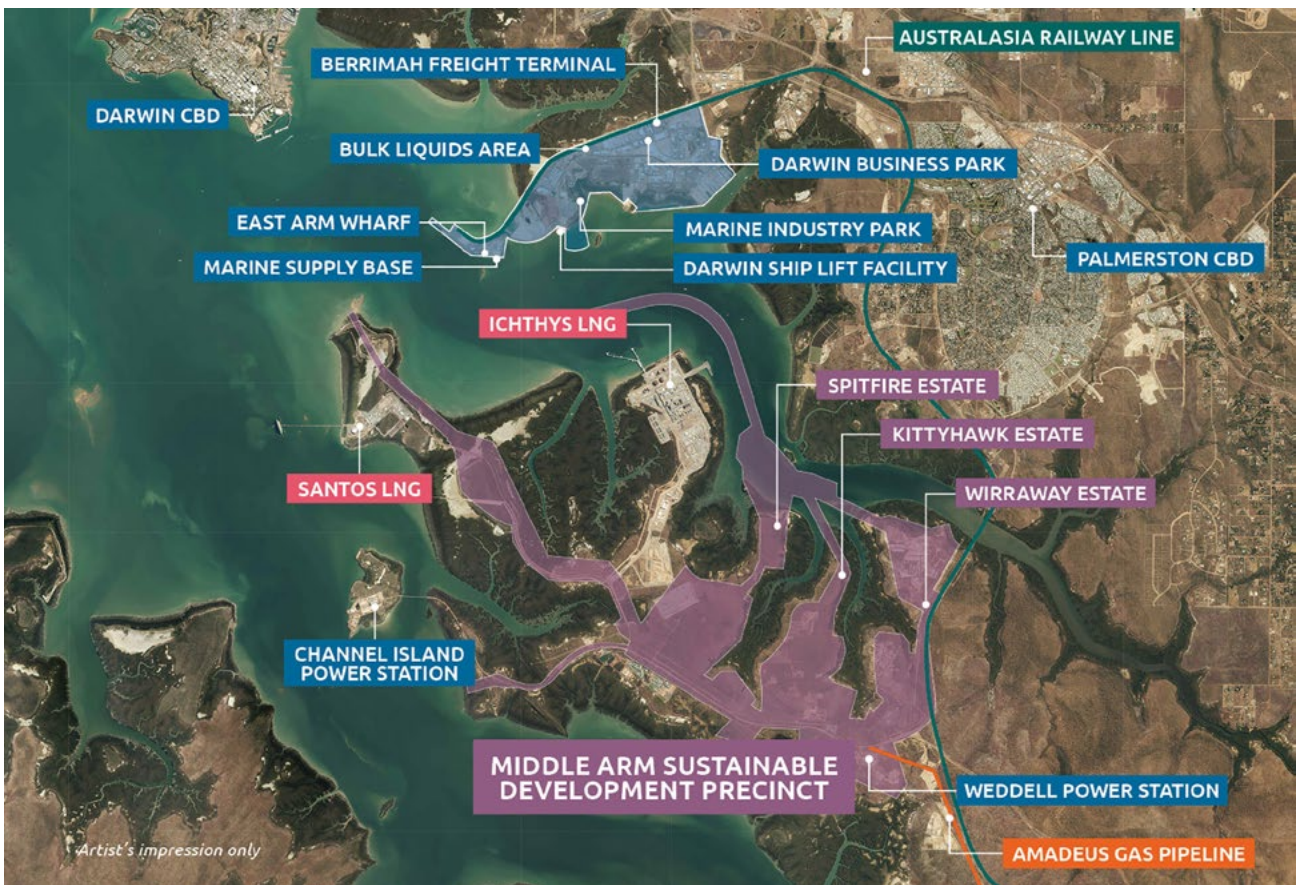 AUSTRALASIA RAILWAY LINE
BERRIMAH FREIGHT TERMINAL
DARWIN CBD
BULK LIQUIDS AREA
DARWIN BUSINESS PARK
EAST ARM WHARF
MARINE INDUSTRY PARK
MARINE SUPPLY BASE
DARWIN SHIP LIFT FACILITY
PALMERSTON CBD
ICHTHYS LNG
SPITFIRE ESTATE
KITTYHAWK ESTATE
SANTOS LNG
WIRRAWAY ESTATE
CHANNEL ISLAND
POWER STATION
MIDDLE ARM SUSTAINABLE
DEVELOPMENT PRECINCT
WEDDELL POWER STATION
Artist's impression only
AMADEUS GAS PIPELINE